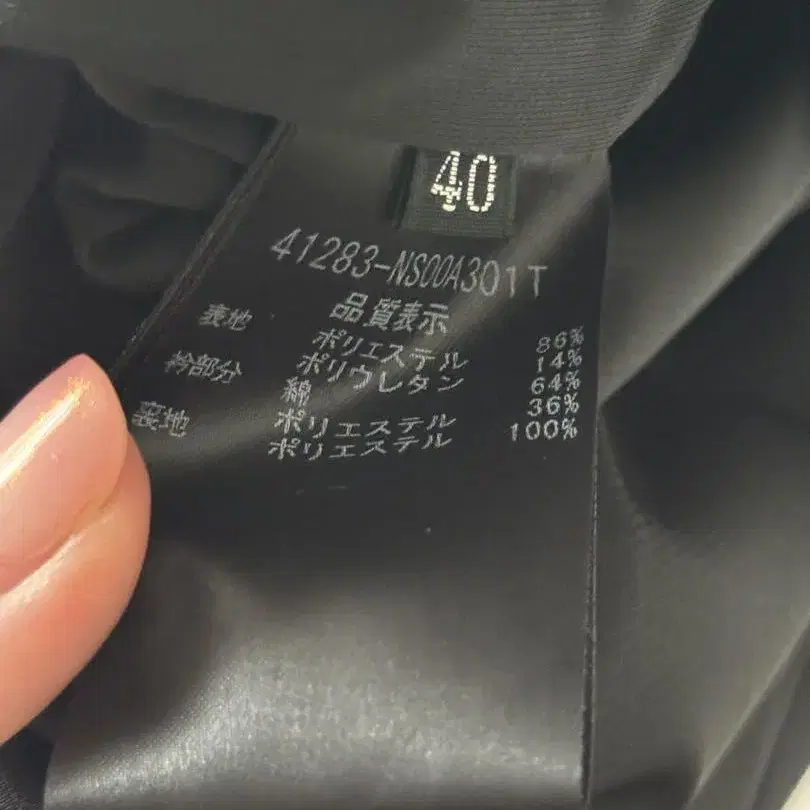 40
41283-NS00A301T
品質表示
表地 ポリエステル 86%
ポリウレタン 14%
衿部分 綿 64%
ポリエステル 36%
裏地 ポリエステル 100%